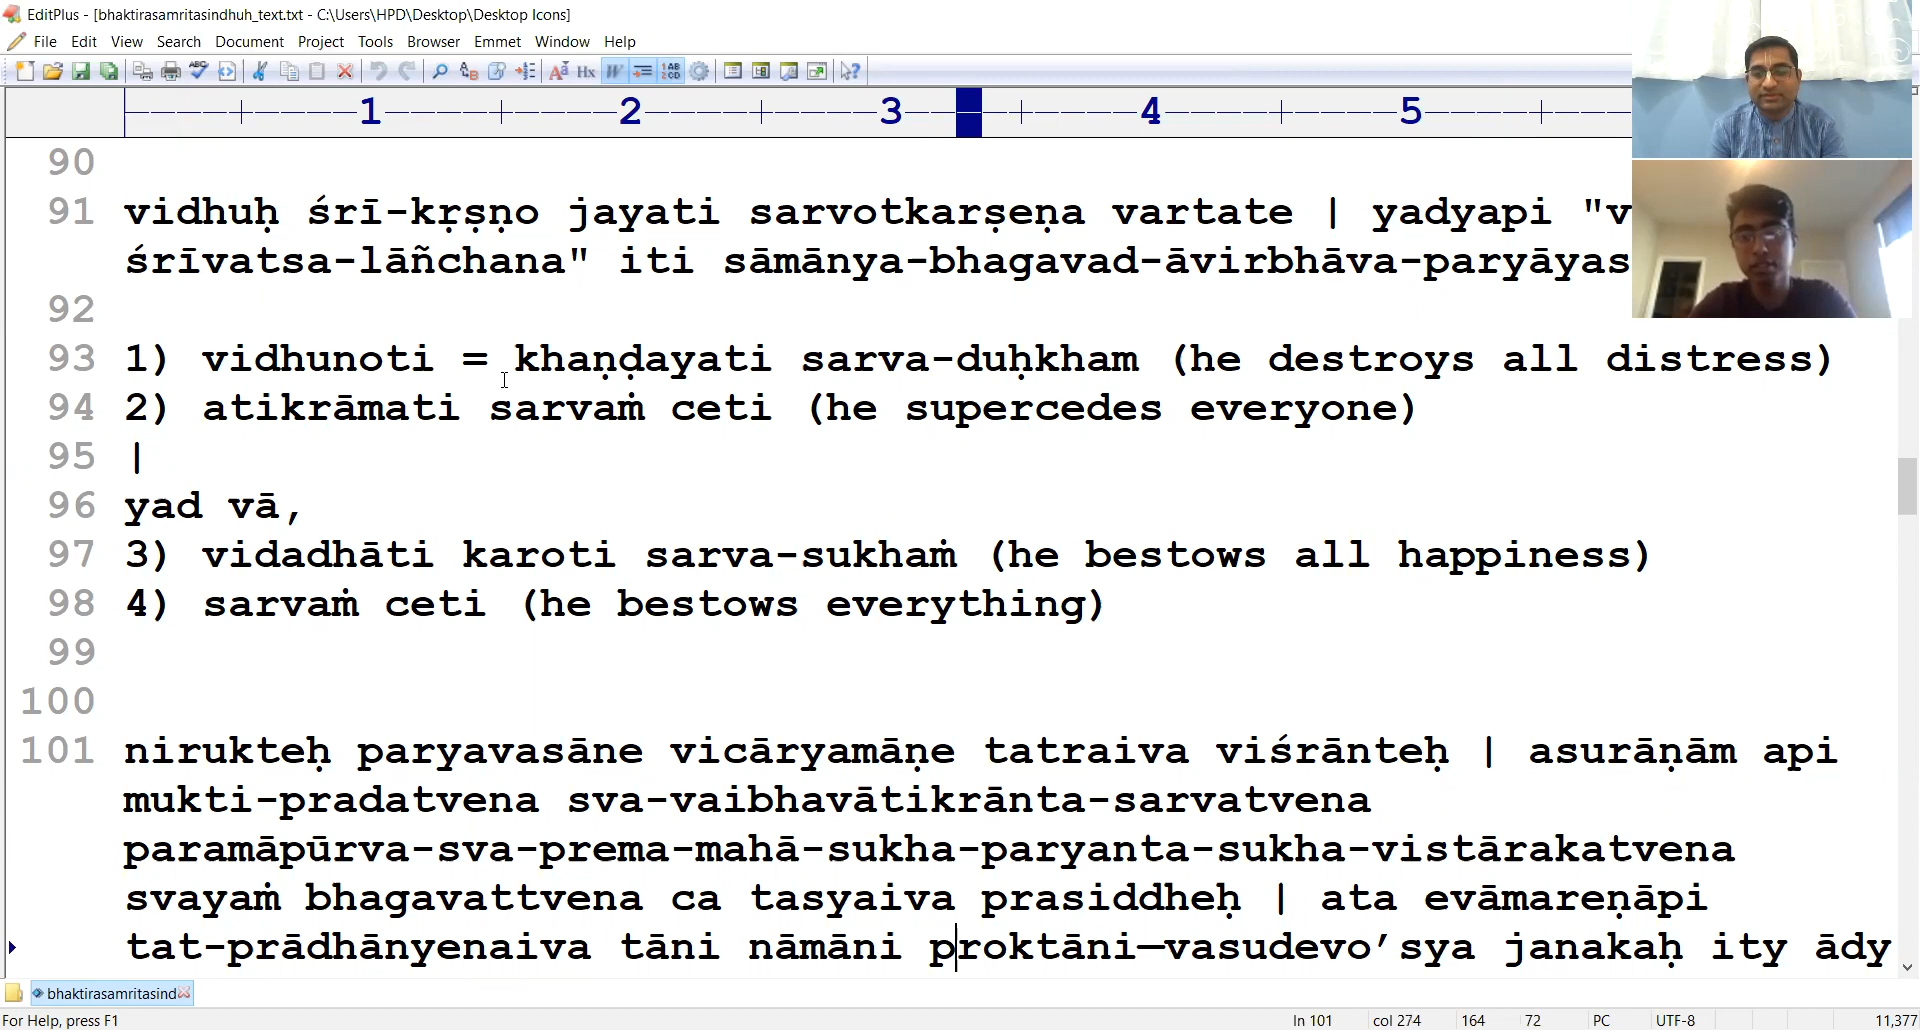 EditPlus - [bhaktirasamritasindhuh_text.txt - C:\Users\HPD\Desktop\Desktop Icons]
File Edit View Search Document Project Tools Browser Emmet Window Help
1 2 3 4 5
90
91 vidhuḥ śrī-kṛṣṇo jayati sarvotkarṣeṇa vartate | yadyapi "v
śrīvatsa-lāñchana" iti sāmānya-bhagavad-āvirbhāva-paryāyas
92
93 1) vidhunoti = khaṇḍayati sarva-duḥkham (he destroys all distress)
94 2) atikrāmati sarvaṁ ceti (he supercedes everyone)
95 |
96 yad vā,
97 3) vidadhāti karoti sarva-sukhaṁ (he bestows all happiness)
98 4) sarvaṁ ceti (he bestows everything)
99
100
101 nirukteḥ paryavasāne vicāryamāṇe tatraiva viśrānteḥ | asurāṇām api
mukti-pradatvena sva-vaibhavātikrānta-sarvatvena
paramāpūrva-sva-prema-mahā-sukha-paryanta-sukha-vistārakatvena
svayaṁ bhagavattvena ca tasyaiva prasiddheḥ | ata evāmareṇāpi
tat-prādhānyenaiva tāni nāmāni proktāni—vasudevo’sya janakaḥ ity ādy
bhaktirasamritasind
For Help, press F1 ln 101 col 274 164 72 PC UTF-8 11,377